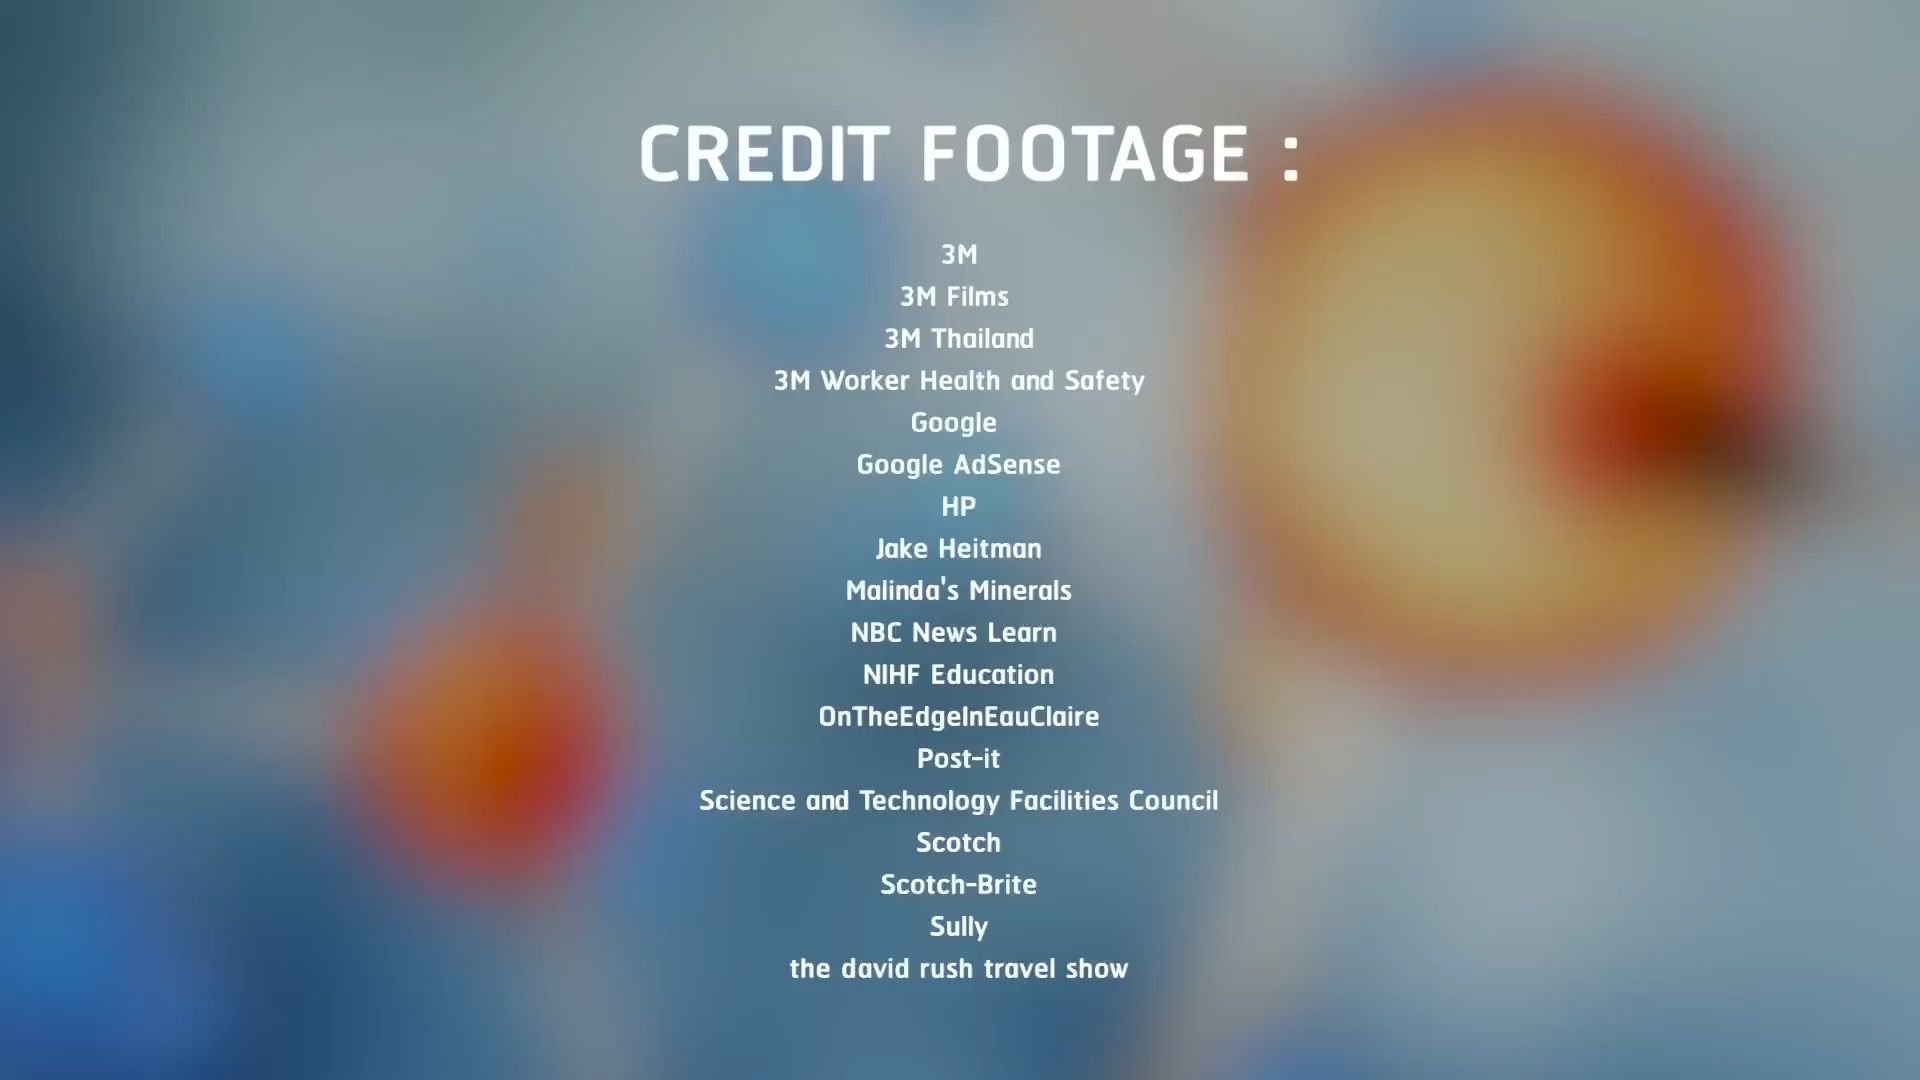 CREDIT FOOTAGE :
3M
3M Films
3M Thailand
3M Worker Health and Safety
Google
Google AdSense
HP
Jake Heitman
Malinda's Minerals
NBC News Learn
NIHF Education
OnTheEdgeInEauClaire
Post-it
Science and Technology Facilities Council
Scotch
Scotch-Brite
Sully
the david rush travel show